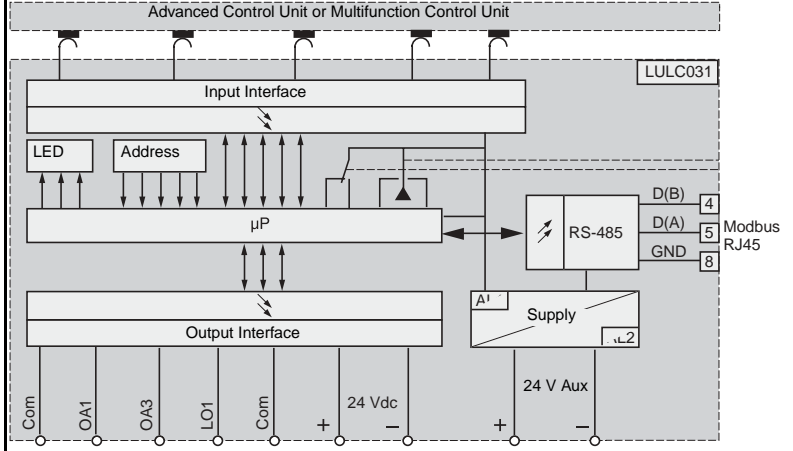 Advanced Control Unit or Multifunction Control Unit
LULC031
Input Interface
LED
Address
µP
RS-485
D(B)
4
D(A)
5
GND
8
Modbus
RJ45
Supply
Output Interface
Com
OA1
OA3
LO1
Com
+
24 Vdc
–
+
24 V Aux
–